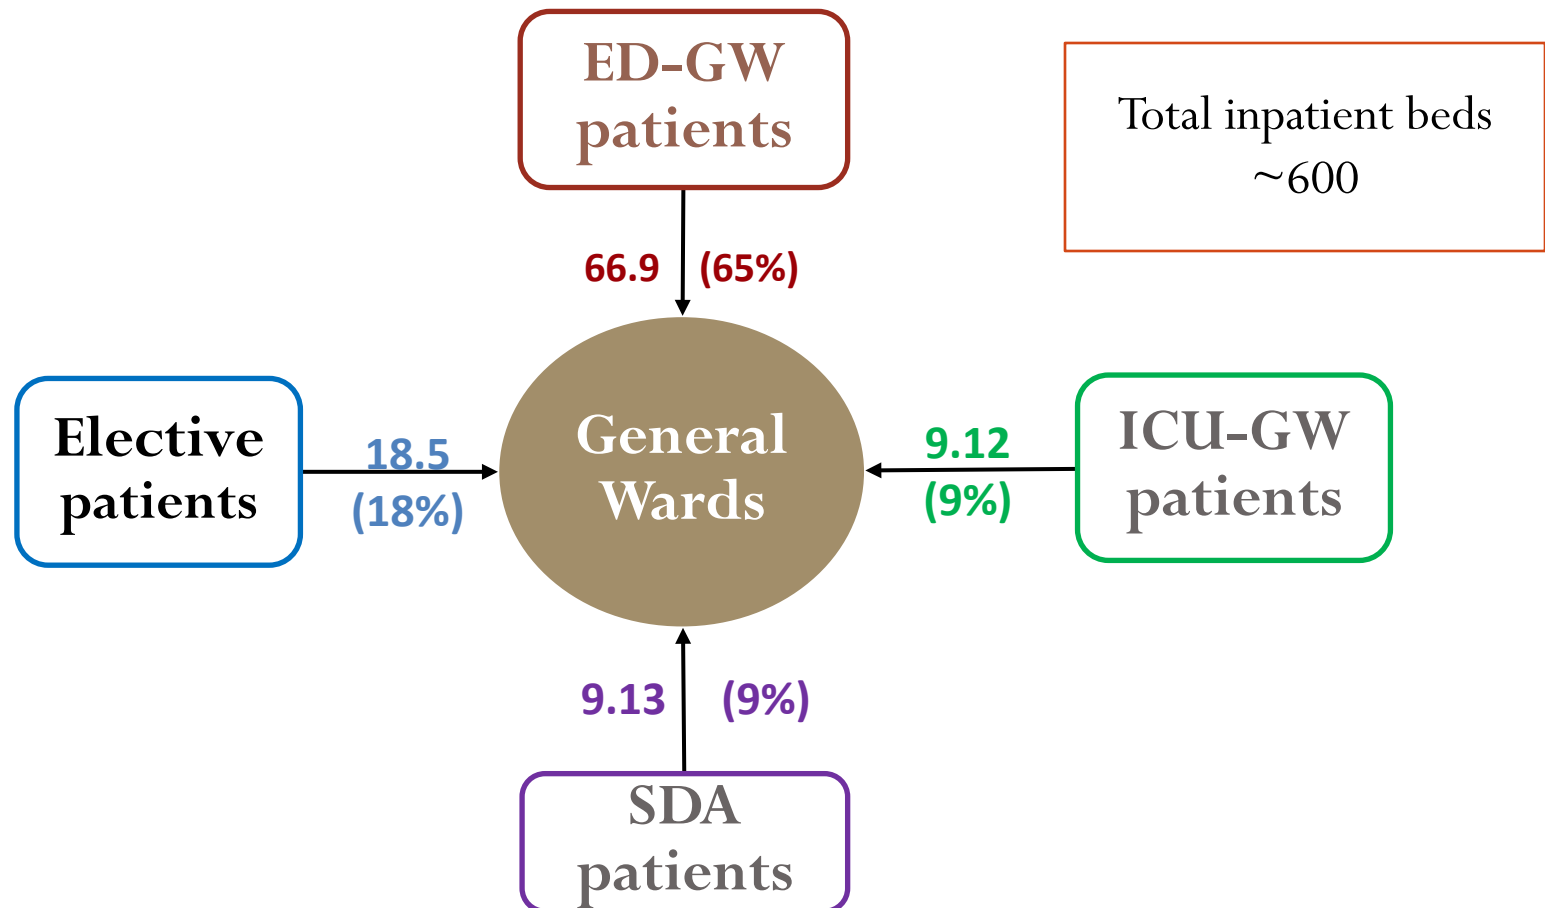 ED-GW
patients
Total inpatient beds
~600
66.9 (65%)
Elective
patients
18.5
(18%)
General
Wards
9.12
(9%)
ICU-GW
patients
9.13 (9%)
SDA
patients